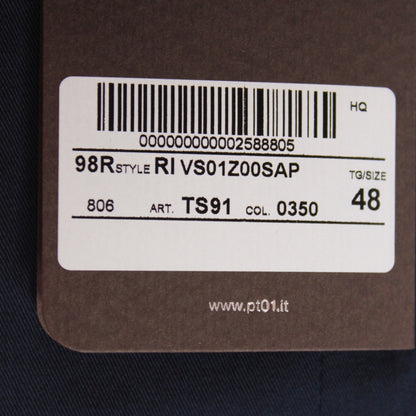 HQ
000000000002588805
98R STYLE RI VS01Z00SAP TG/SIZE
806 ART. TS91 COL. 0350 48
www.pt01.it